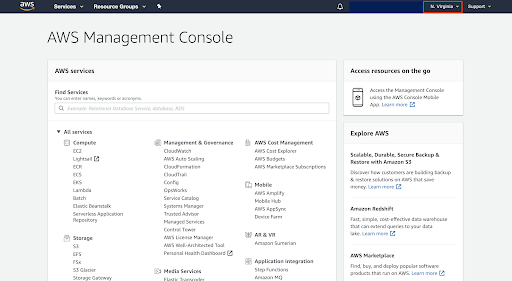 aws
Services
Resource Groups
N. Virginia
Support
AWS Management Console
AWS services
Find Services
You can enter names, keywords or acronyms.
Example: Relational Database Service, database, RDS
All services
Compute
EC2
Lightsail
ECR
ECS
EKS
Lambda
Batch
Elastic Beanstalk
Serverless Application
Repository
Storage
S3
EFS
FSx
S3 Glacier
Storage Gateway
Management & Governance
CloudWatch
AWS Auto Scaling
CloudFormation
CloudTrail
Config
OpsWorks
Service Catalog
Systems Manager
Trusted Advisor
Managed Services
Control Tower
AWS License Manager
AWS Well-Architected Tool
Personal Health Dashboard
Media Services
Elastic Transcoder
AWS Cost Management
AWS Cost Explorer
AWS Budgets
AWS Marketplace Subscriptions
Mobile
AWS Amplify
Mobile Hub
AWS AppSync
Device Farm
AR & VR
Amazon Sumerian
Application Integration
Step Functions
Amazon MQ
Access resources on the go
Access the Management Console
using the AWS Console Mobile
App. Learn more
Explore AWS
Scalable, Durable, Secure Backup &
Restore with Amazon S3
Discover how customers are building backup
& restore solutions on AWS that save
money. Learn more
Amazon Redshift
Fast, simple, cost-effective data warehouse
that can extend queries to your data
lake. Learn more
AWS Marketplace
Find, buy, and deploy popular software
products that run on AWS. Learn more